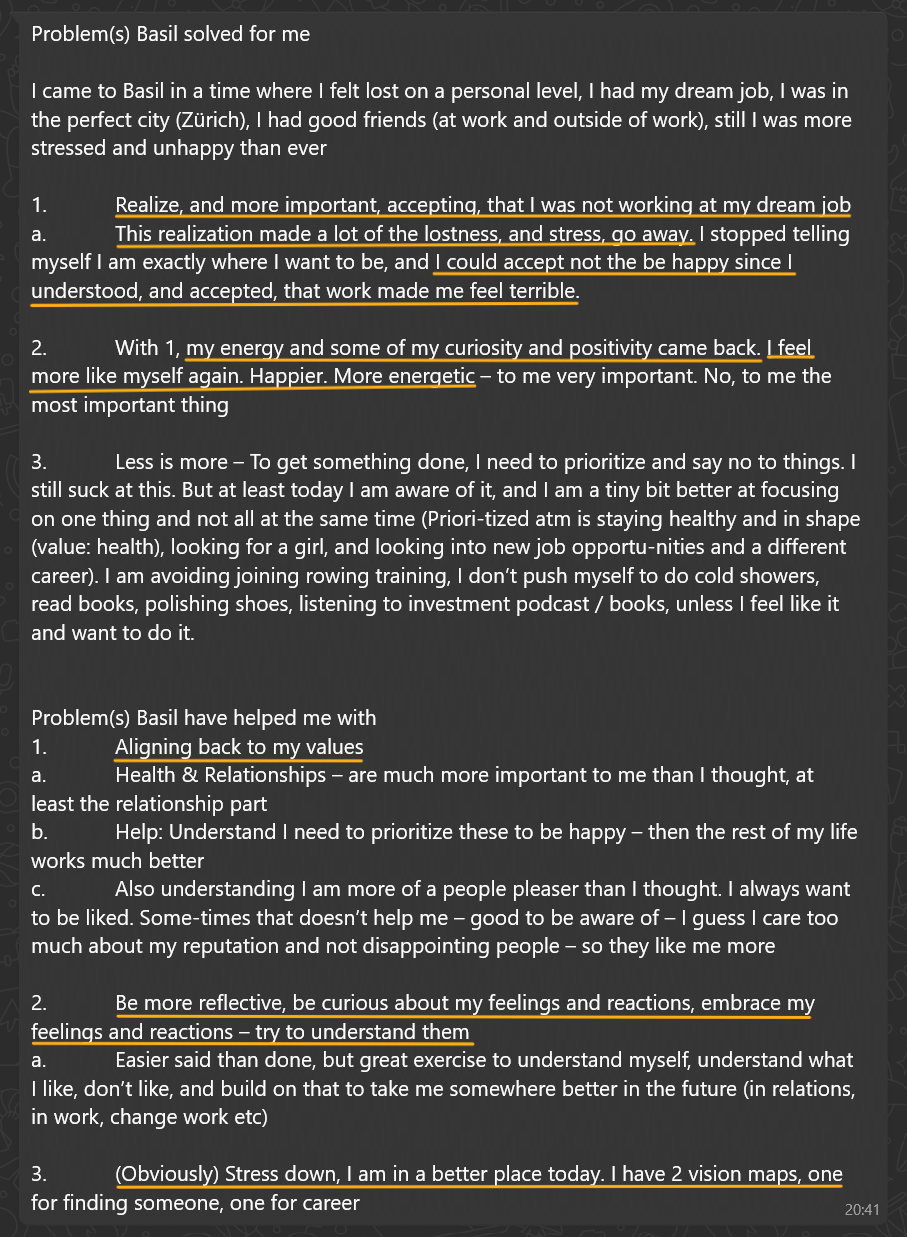 Problem(s) Basil solved for me
I came to Basil in a time where I felt lost on a personal level, I had my dream job, I was in
the perfect city (Zürich), I had good friends (at work and outside of work), still I was more
stressed and unhappy than ever
1. Realize, and more important, accepting, that I was not working at my dream job
a. This realization made a lot of the lostness, and stress, go away. I stopped telling
myself I am exactly where I want to be, and I could accept not the be happy since I
understood, and accepted, that work made me feel terrible.
2. With 1, my energy and some of my curiosity and positivity came back. I feel
more like myself again. Happier. More energetic – to me very important. No, to me the
most important thing
3. Less is more – To get something done, I need to prioritize and say no to things. I
still suck at this. But at least today I am aware of it, and I am a tiny bit better at focusing
on one thing and not all at the same time (Priori-tized atm is staying healthy and in shape
(value: health), looking for a girl, and looking into new job opportu-nities and a different
career). I am avoiding joining rowing training, I don’t push myself to do cold showers,
read books, polishing shoes, listening to investment podcast / books, unless I feel like it
and want to do it.
Problem(s) Basil have helped me with
1. Aligning back to my values
a. Health & Relationships – are much more important to me than I thought, at
least the relationship part
b. Help: Understand I need to prioritize these to be happy – then the rest of my life
works much better
c. Also understanding I am more of a people pleaser than I thought. I always want
to be liked. Some-times that doesn’t help me – good to be aware of – I guess I care too
much about my reputation and not disappointing people – so they like me more
2. Be more reflective, be curious about my feelings and reactions, embrace my
feelings and reactions – try to understand them
a. Easier said than done, but great exercise to understand myself, understand what
I like, don’t like, and build on that to take me somewhere better in the future (in relations,
in work, change work etc)
3. (Obviously) Stress down, I am in a better place today. I have 2 vision maps, one
for finding someone, one for career
20:41